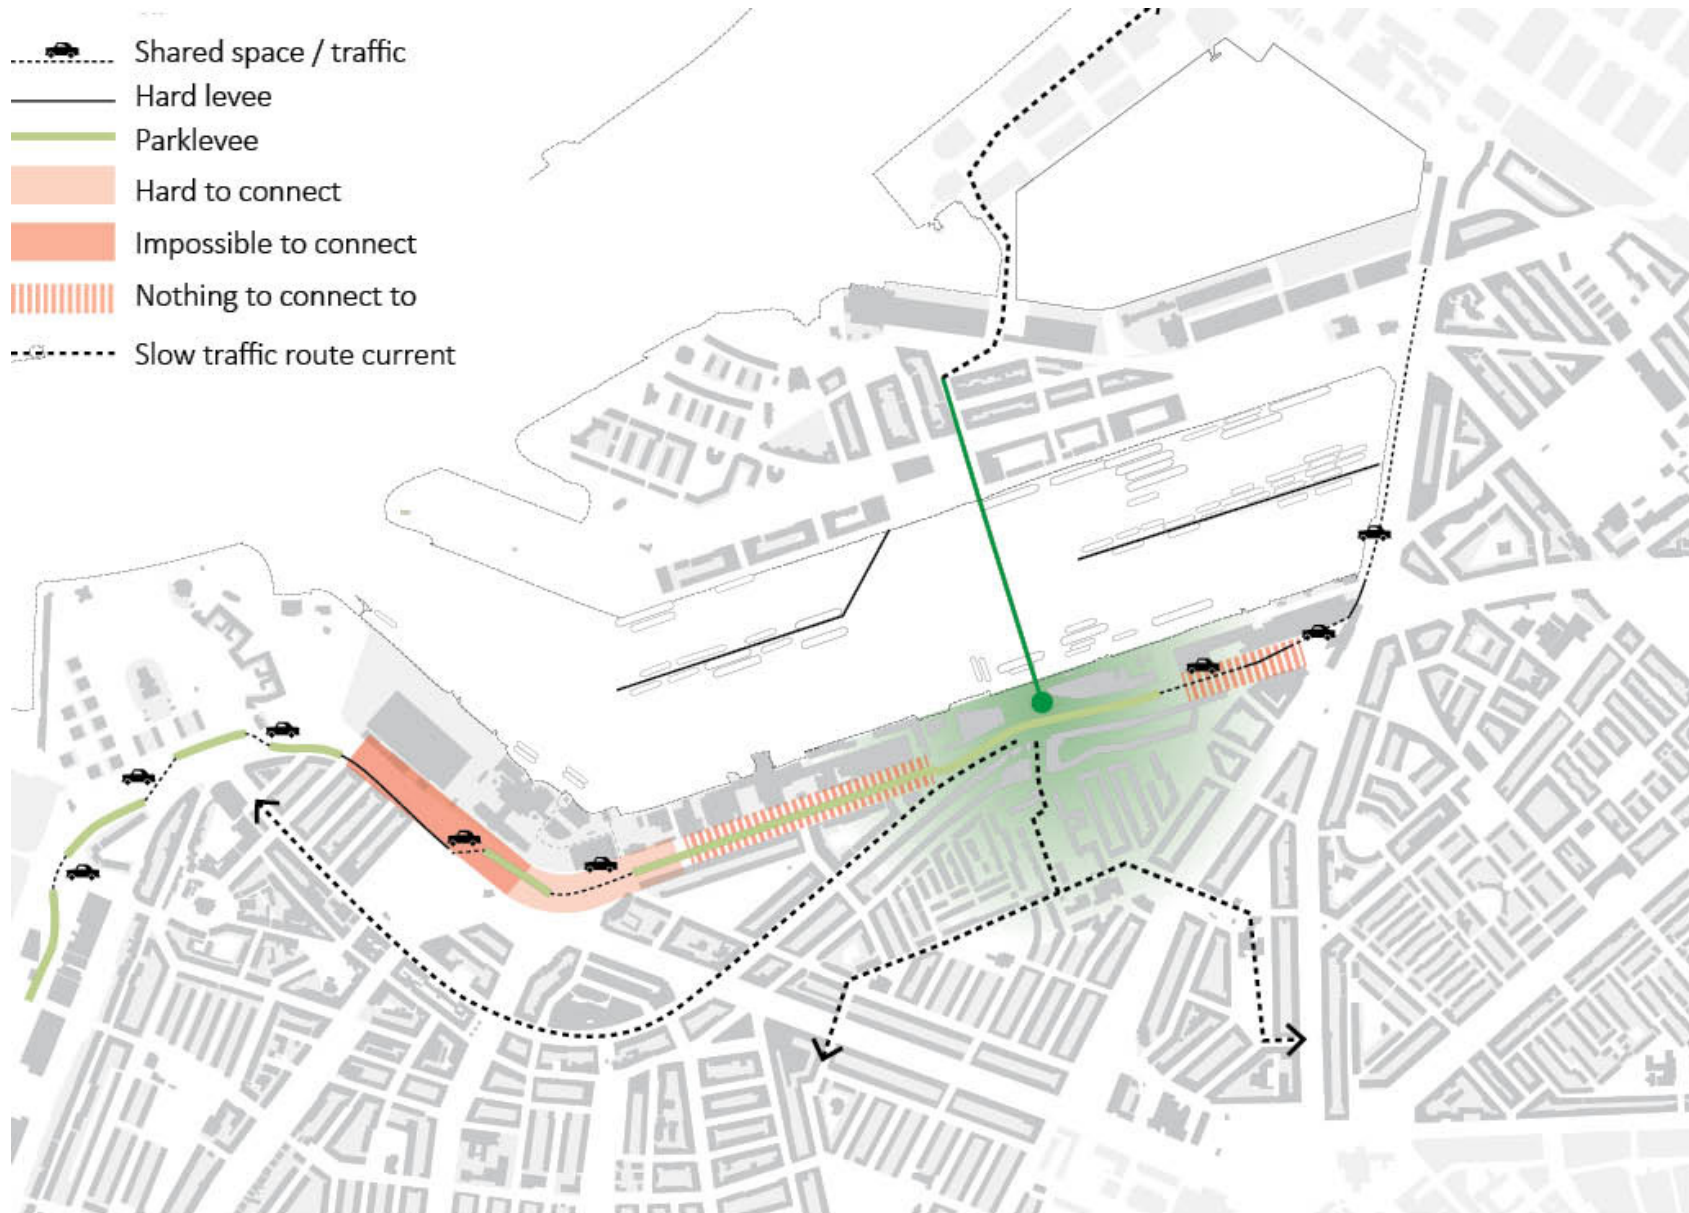 Shared space / traffic
Hard levee
Parklevee
Hard to connect
Impossible to connect
Nothing to connect to
Slow traffic route current